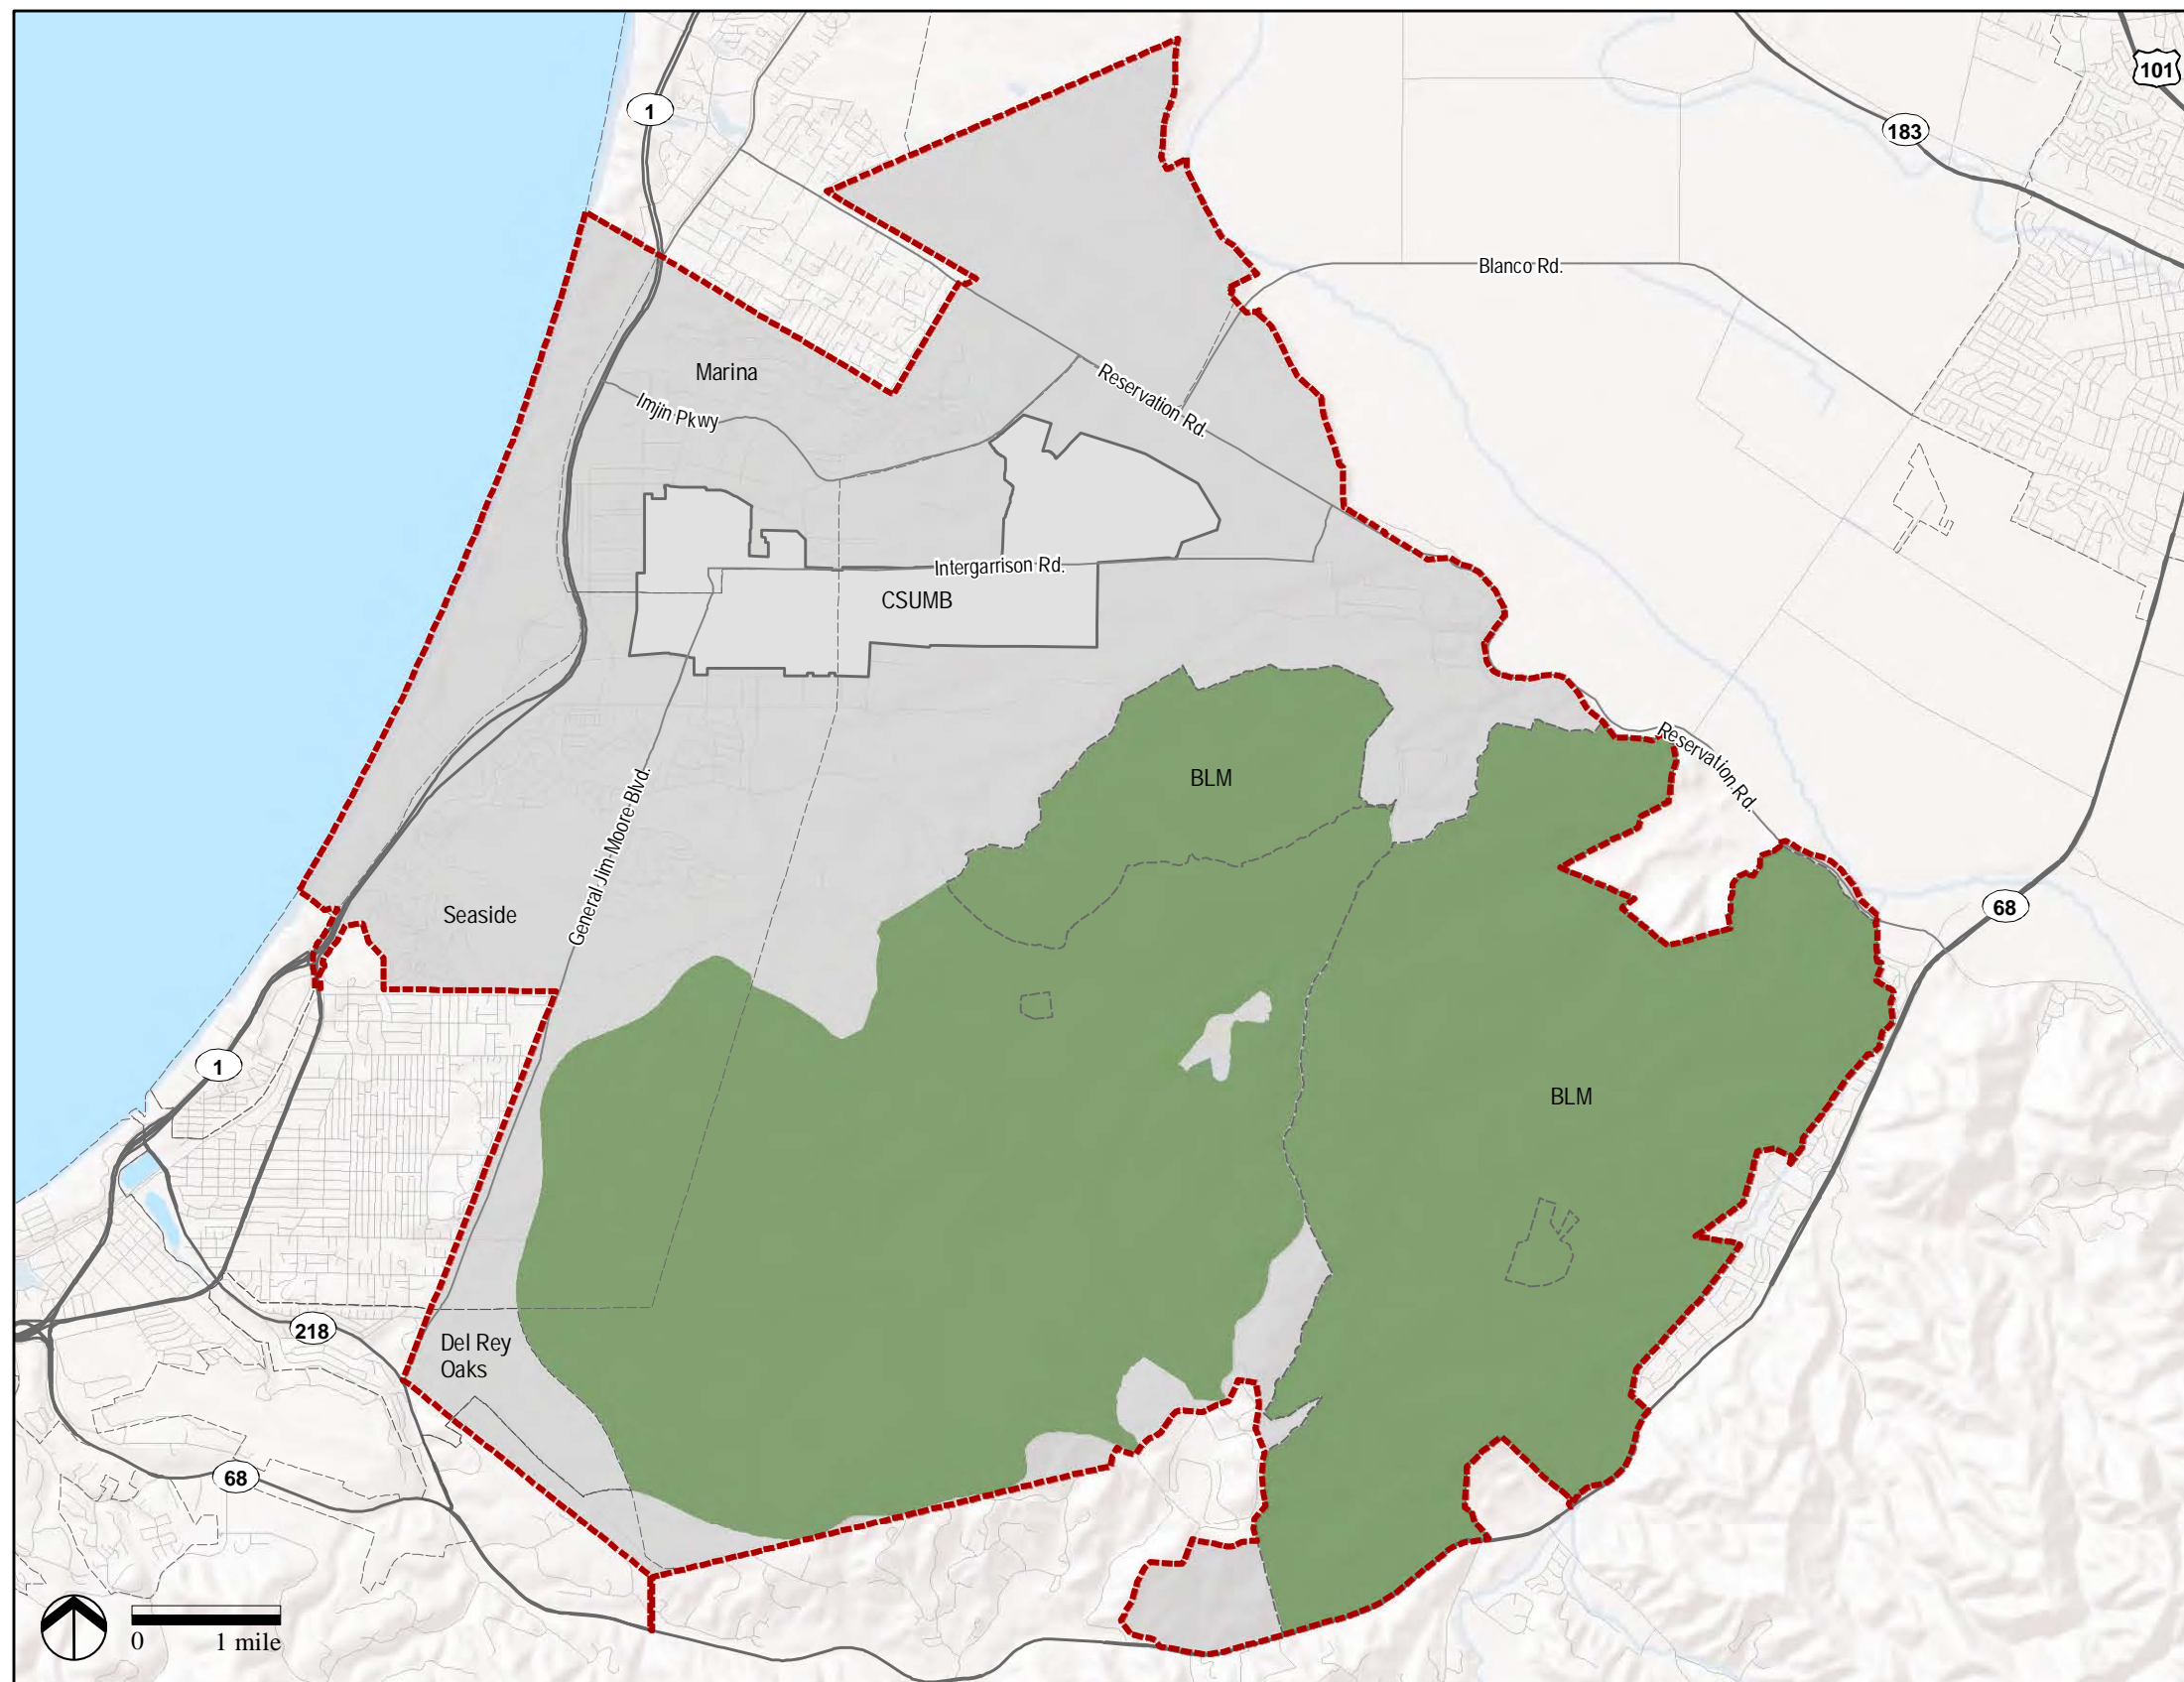 101
1
183
Blanco Rd.
Marina
Reservation Rd.
Imjin Pkwy
Intergarrison Rd.
CSUMB
Reservation Rd.
BLM
General Jim Moore Blvd.
Seaside
68
1
BLM
218
Del Rey
Oaks
68
0 1 mile